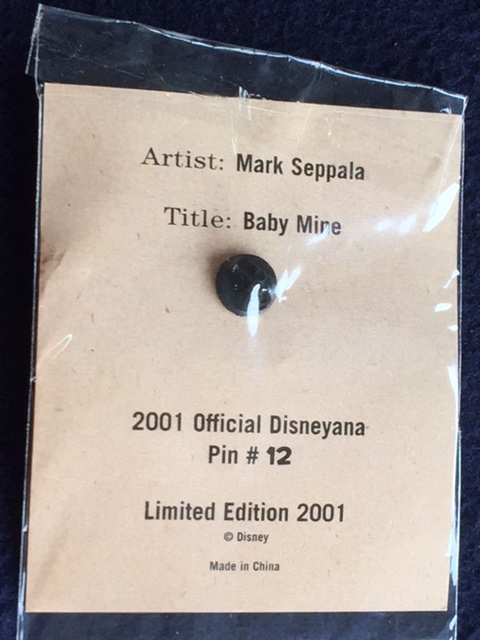 Artist: Mark Seppala
Title: Baby Mine
2001 Official Disneyana
Pin # 12
Limited Edition 2001
© Disney
Made in China